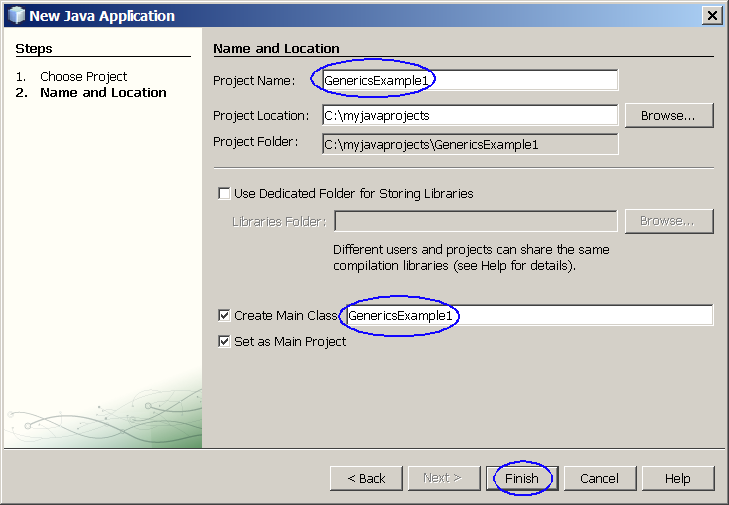 New Java Application
Steps
1. Choose Project
2. Name and Location
Name and Location
Project Name: GenericsExample1
Project Location: C:\myjavaprojects Browse...
Project Folder: C:\myjavaprojects\GenericsExample1
Use Dedicated Folder for Storing Libraries
Libraries Folder: Browse...
Different users and projects can share the same
compilation libraries (see Help for details).
Create Main Class GenericsExample1
Set as Main Project
< Back Next > Finish Cancel Help